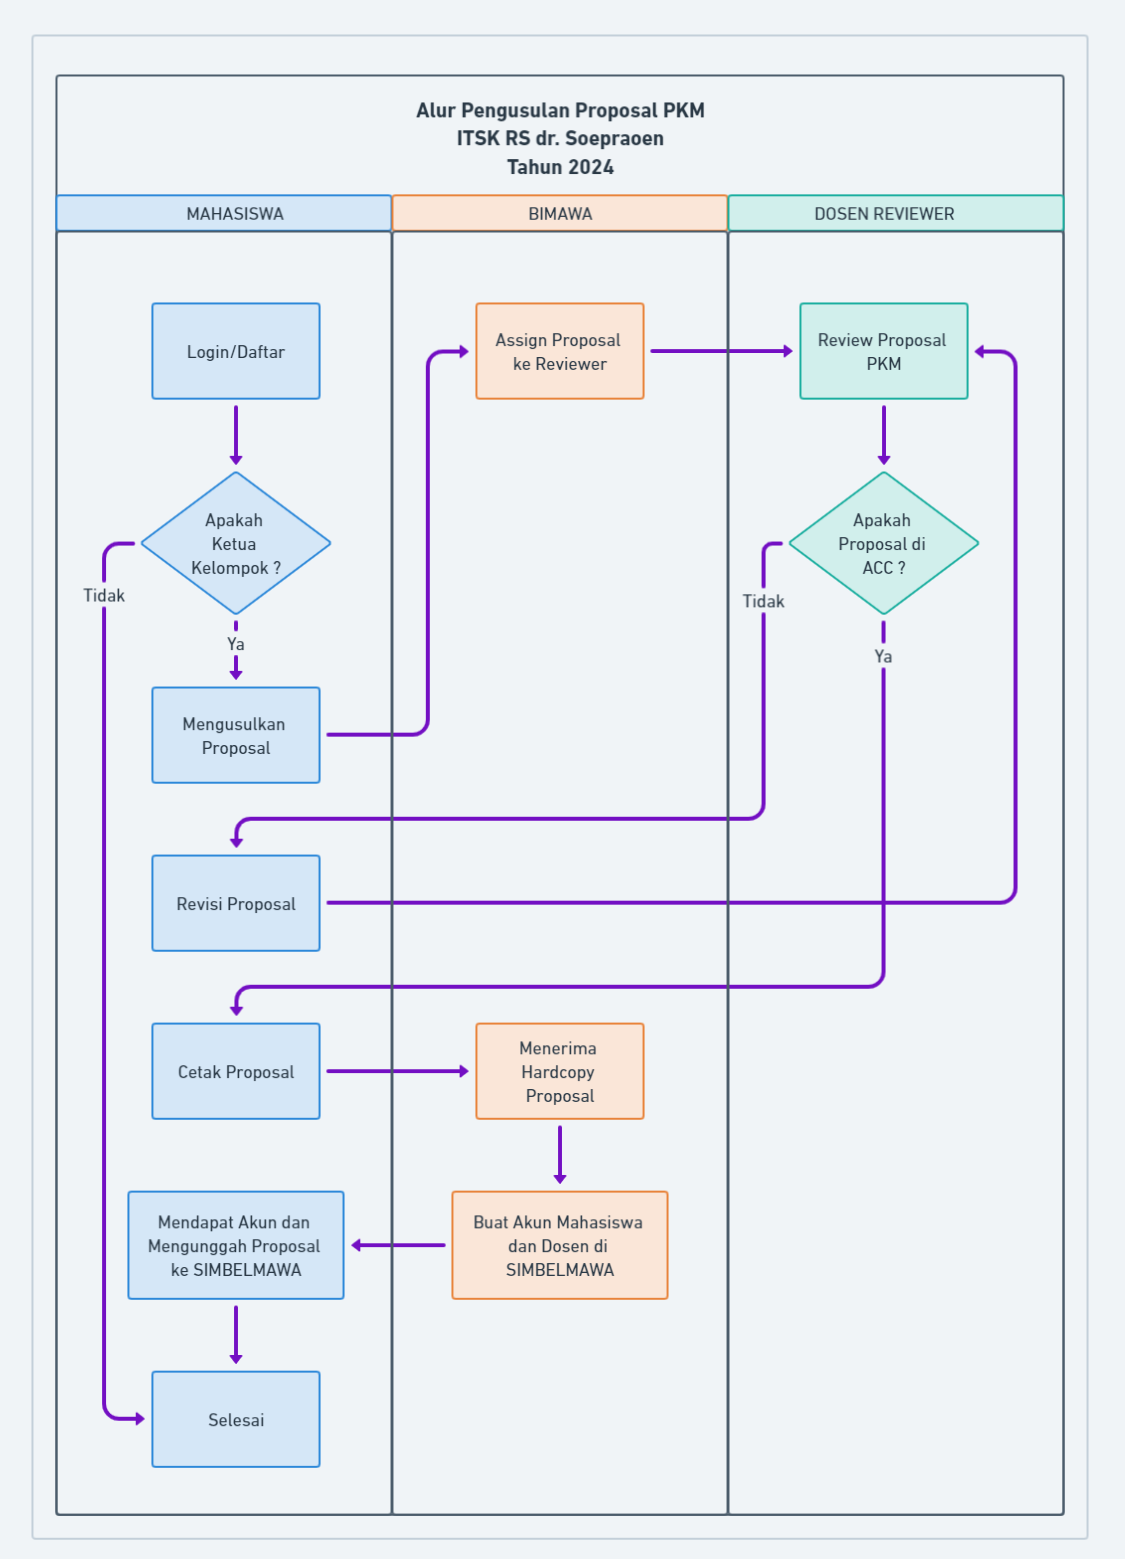 Alur Pengusulan Proposal PKM
ITSK RS dr. Soepraoen
Tahun 2024
MAHASISWA
BIMAWA
DOSEN REVIEWER
Login/Daftar
Assign Proposal
ke Reviewer
Review Proposal
PKM
Apakah
Ketua
Kelompok ?
Apakah
Proposal di
ACC ?
Tidak
Tidak
Ya
Ya
Mengusulkan
Proposal
Revisi Proposal
Cetak Proposal
Menerima
Hardcopy
Proposal
Mendapat Akun dan
Mengunggah Proposal
ke SIMBELMAWA
Buat Akun Mahasiswa
dan Dosen di
SIMBELMAWA
Selesai